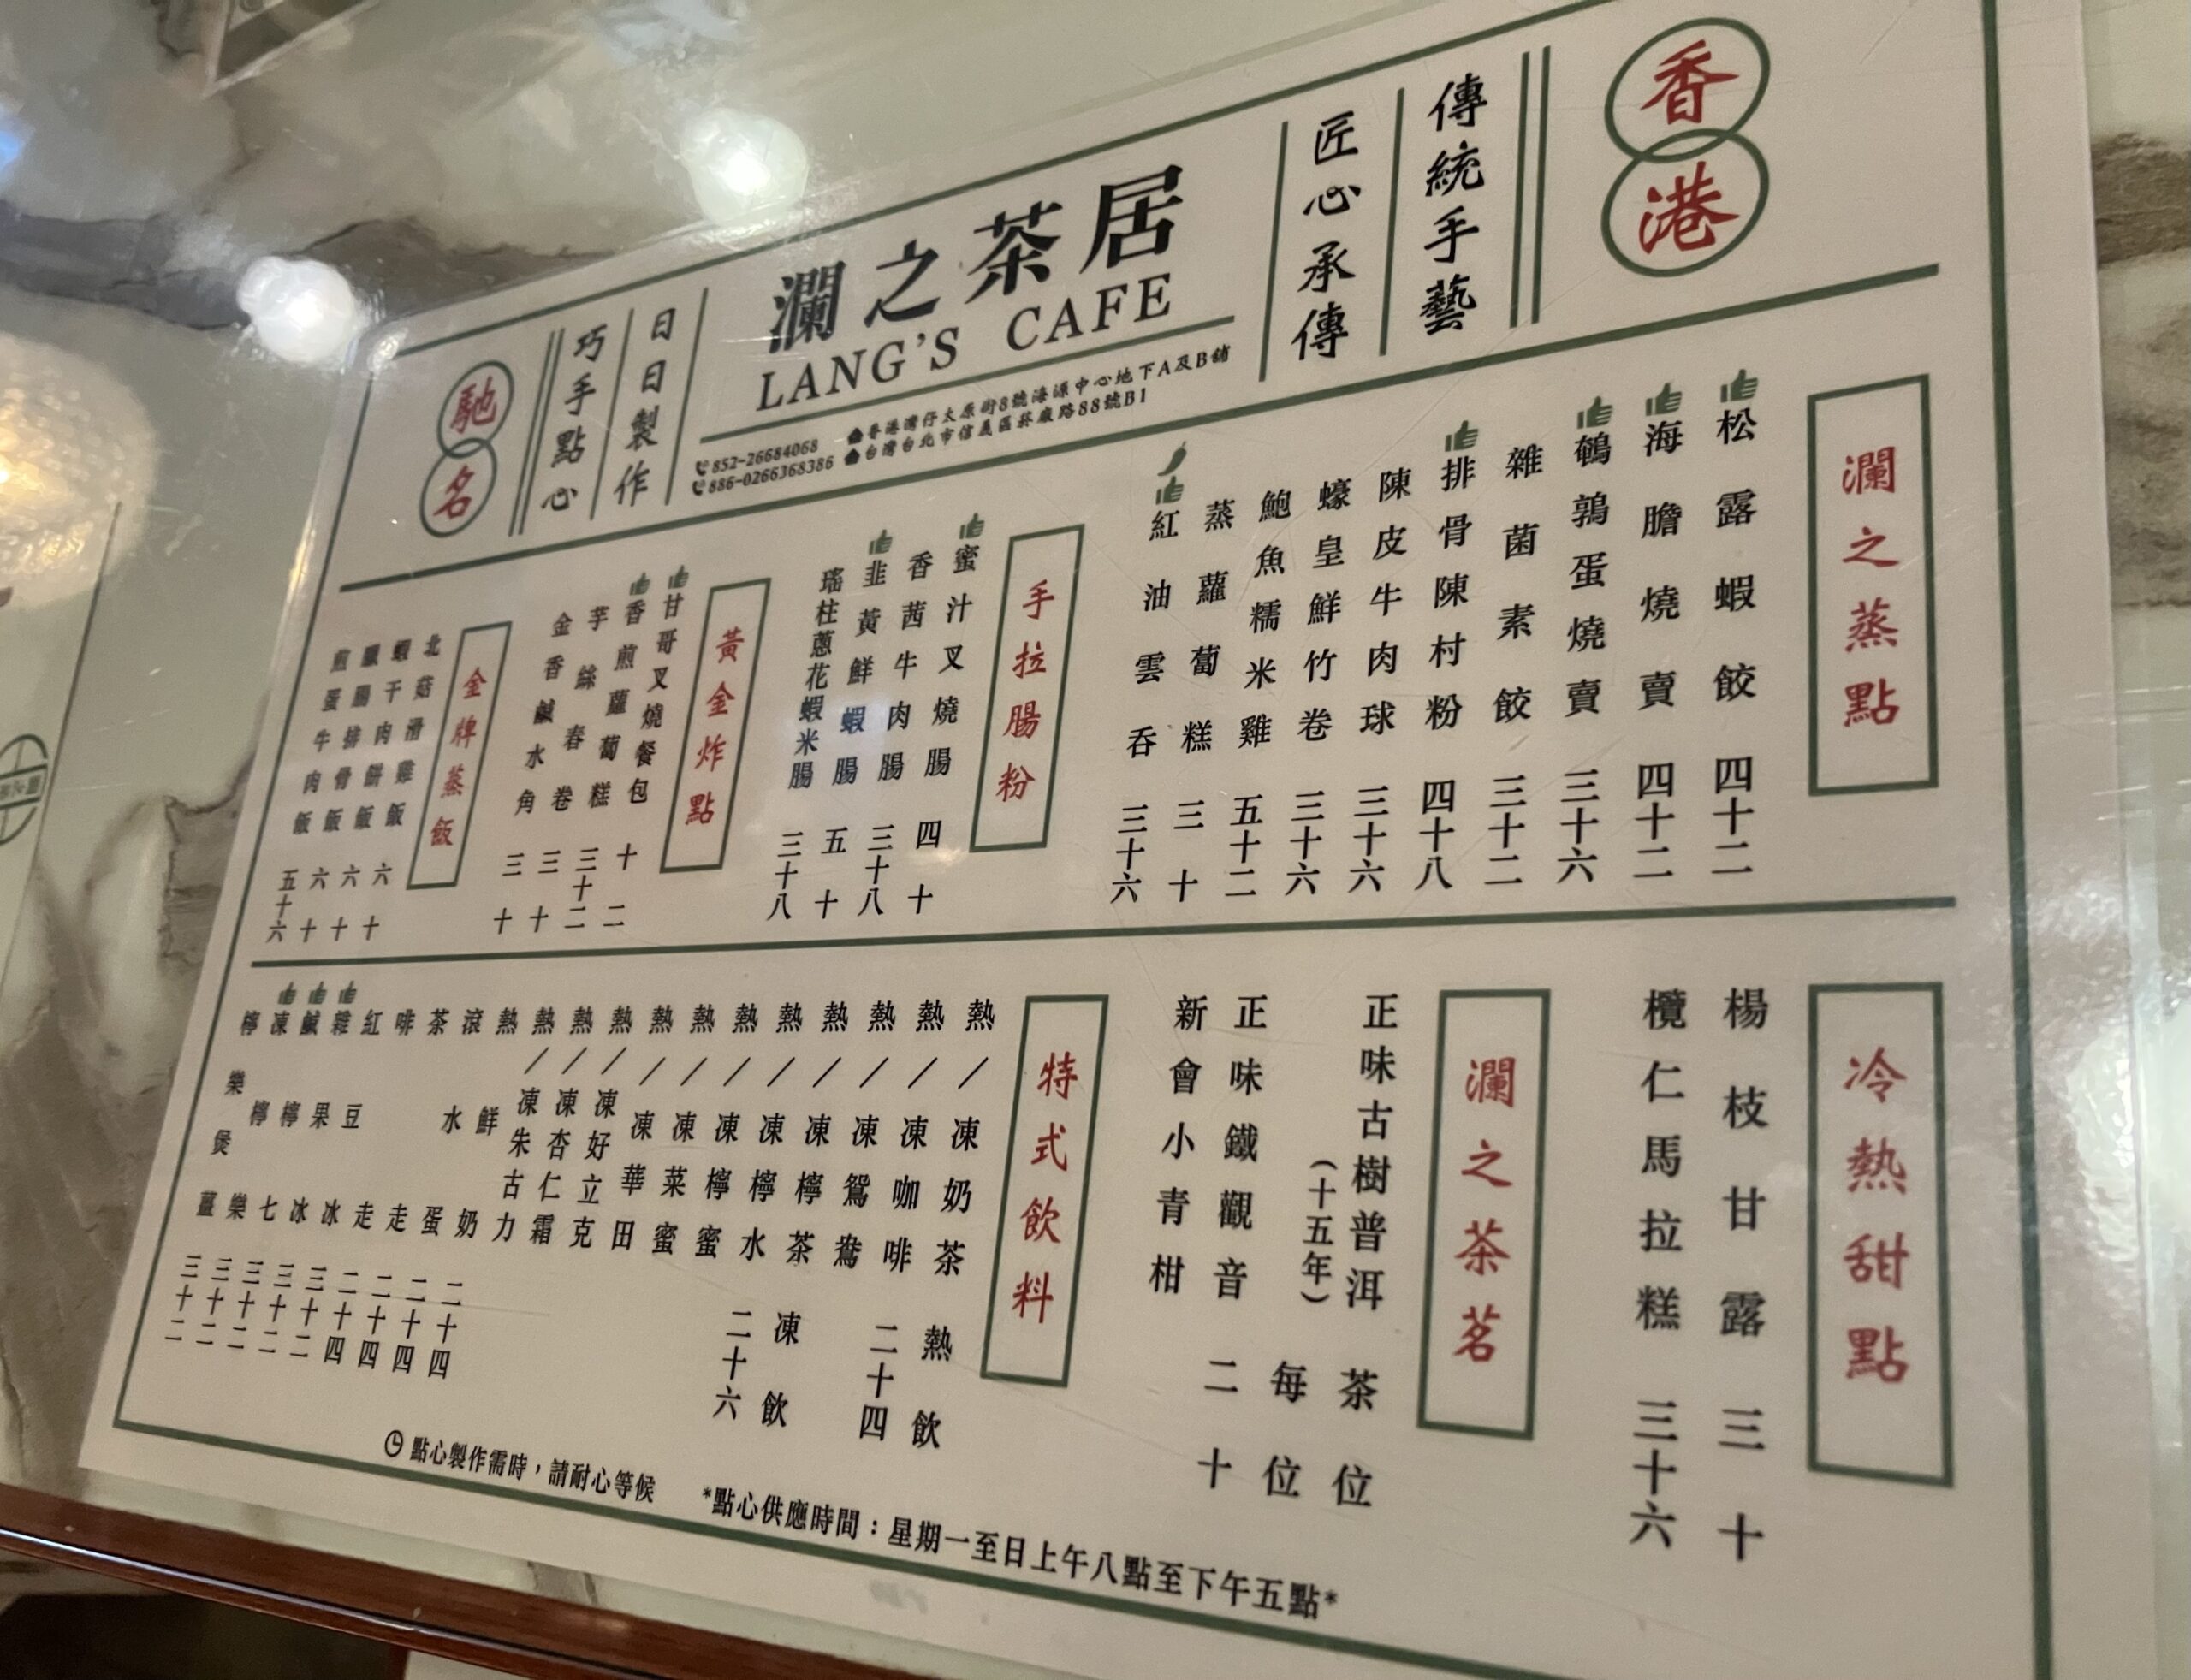 香港
傳統手藝
匠心承傳
瀾之茶居
LANG'S CAFE
852-26684068
香港灣仔太原街8號海源中心地下A及B鋪
886-0266368386
台灣台北市信義區菸廠路88號B1
日日製作
巧手點心
馳名
瀾之蒸點
松露蝦餃 四十二
海膽燒賣 四十二
鵪鶉蛋燒賣 三十六
雜菌素餃 三十二
排骨陳村粉 四十八
陳皮牛肉球 三十六
蠔皇鮮竹卷 三十六
鮑魚糯米雞 五十二
蒸蘿蔔糕 三十
紅油雲吞 三十六
手拉腸粉
蜜汁叉燒腸 四十
香茜牛肉腸 三十八
韭黃鮮蝦腸 五十
瑤柱蔥花蝦米腸 三十八
黃金炸點
甘哥叉燒餐包 十二
香煎蘿蔔糕 三十二
芋絲春卷 三十
金香鹹水角 三十
金牌蒸飯
北菇滑雞飯 六十
蝦干肉餅飯 六十
臘腸排骨飯 六十
煎蛋牛肉飯 五十六
冷熱甜點
楊枝甘露 三十
欖仁馬拉糕 三十六
瀾之茶茗
正味古樹普洱
(十五年)
正味鐵觀音
新會小青柑
茶位
每位
二十
特式飲料
熱/凍奶茶
熱/凍咖啡
熱/凍鴛鴦
熱/凍檸茶
熱/凍檸水
熱/凍檸蜜
熱/凍菜蜜
熱/凍華田
熱/凍好立克
熱/凍杏仁霜
熱/凍朱古力
熱鮮奶
滾水蛋 二十四
茶走 二十四
啡走 二十四
紅豆冰 二十四
雜果冰 三十二
鹹檸七 三十二
凍檸樂 三十二
檸樂煲薑 三十二
熱飲
二十四
凍飲
二十六
點心製作需時，請耐心等候
*點心供應時間：星期一至日上午八點至下午五點*